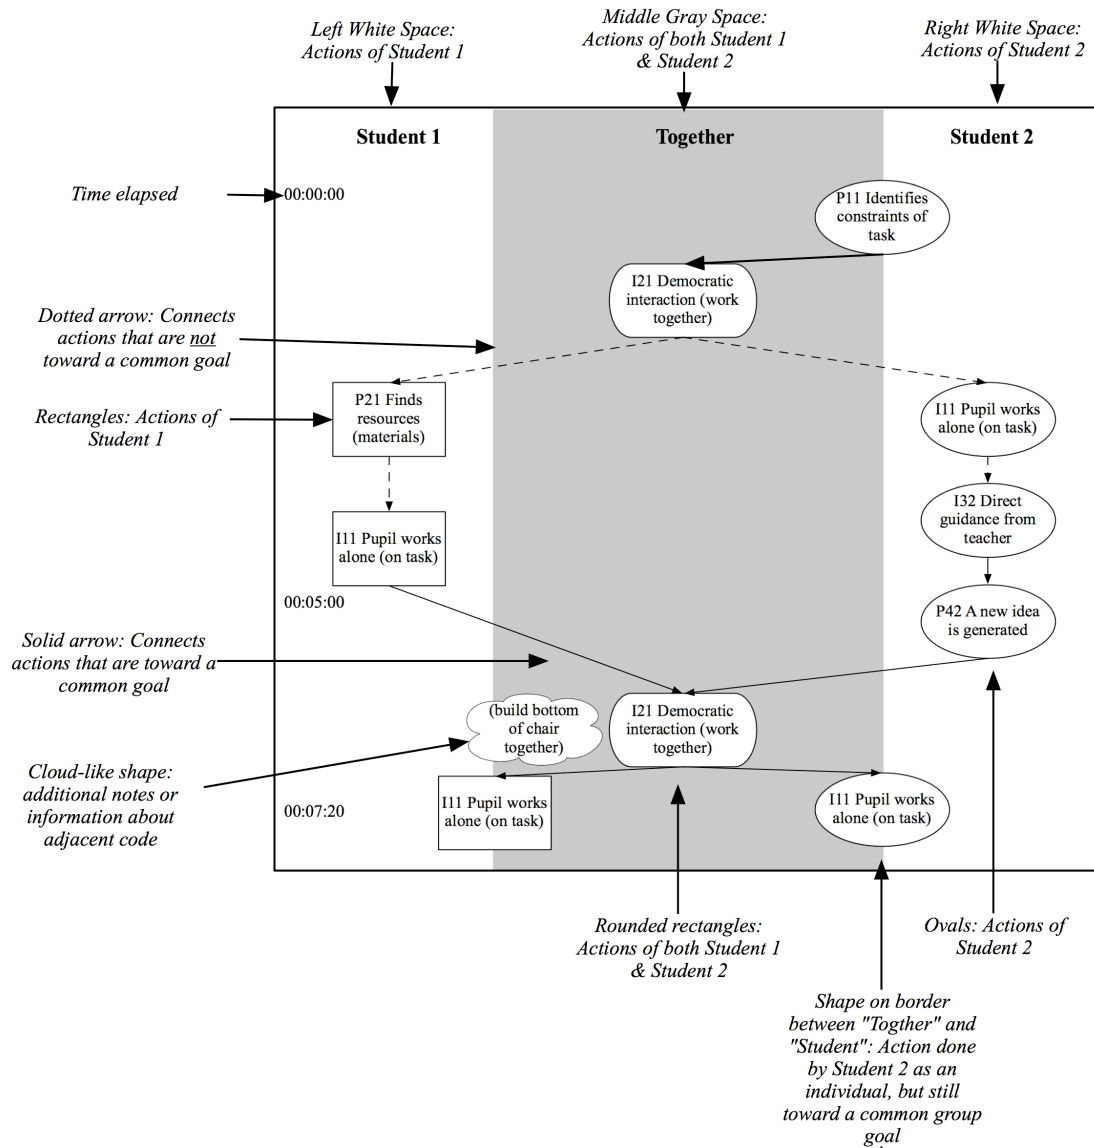 Left White Space:
Actions of Student 1
Middle Gray Space:
Actions of both Student 1
& Student 2
Right White Space:
Actions of Student 2
Student 1
Together
Student 2
Time elapsed
00:00:00
P11 Identifies
constraints of
task
I21 Democratic
interaction (work
together)
Dotted arrow: Connects
actions that are not
toward a common goal
Rectangles: Actions of
Student 1
P21 Finds
resources
(materials)
I11 Pupil works
alone (on task)
I11 Pupil works
alone (on task)
I32 Direct
guidance from
teacher
00:05:00
P42 A new idea
is generated
Solid arrow: Connects
actions that are toward a
common goal
(build bottom
of chair
together)
I21 Democratic
interaction (work
together)
Cloud-like shape:
additional notes or
information about
adjacent code
00:07:20
I11 Pupil works
alone (on task)
I11 Pupil works
alone (on task)
Rounded rectangles:
Actions of both Student 1
& Student 2
Ovals: Actions of
Student 2
Shape on border
between "Togther" and
"Student": Action done
by Student 2 as an
individual, but still
toward a common group
goal